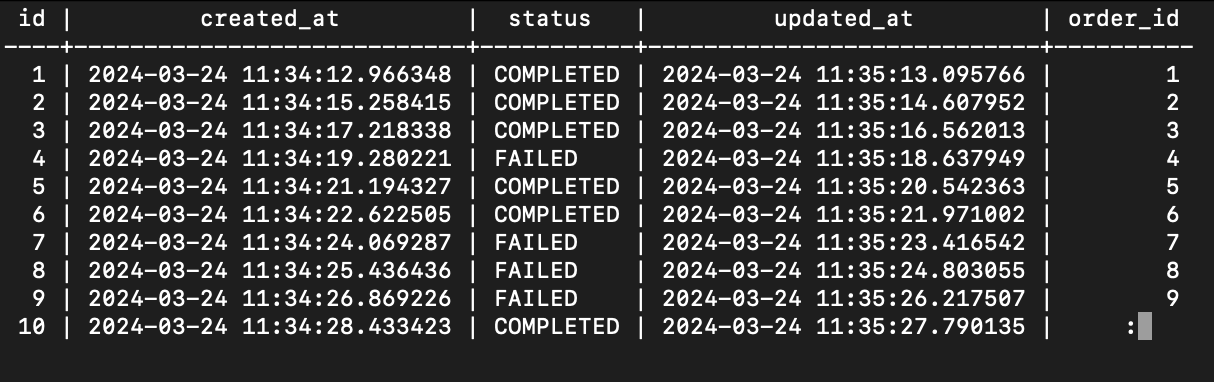 id | created_at | status | updated_at | order_id
----+----------------------------+-----------+----------------------------+----------
1 | 2024-03-24 11:34:12.966348 | COMPLETED | 2024-03-24 11:35:13.095766 | 1
2 | 2024-03-24 11:34:15.258415 | COMPLETED | 2024-03-24 11:35:14.607952 | 2
3 | 2024-03-24 11:34:17.218338 | COMPLETED | 2024-03-24 11:35:16.562013 | 3
4 | 2024-03-24 11:34:19.280221 | FAILED | 2024-03-24 11:35:18.637949 | 4
5 | 2024-03-24 11:34:21.194327 | COMPLETED | 2024-03-24 11:35:20.542363 | 5
6 | 2024-03-24 11:34:22.622505 | COMPLETED | 2024-03-24 11:35:21.971002 | 6
7 | 2024-03-24 11:34:24.069287 | FAILED | 2024-03-24 11:35:23.416542 | 7
8 | 2024-03-24 11:34:25.436436 | FAILED | 2024-03-24 11:35:24.803055 | 8
9 | 2024-03-24 11:34:26.869226 | FAILED | 2024-03-24 11:35:26.217507 | 9
10 | 2024-03-24 11:34:28.433423 | COMPLETED | 2024-03-24 11:35:27.790135 | :